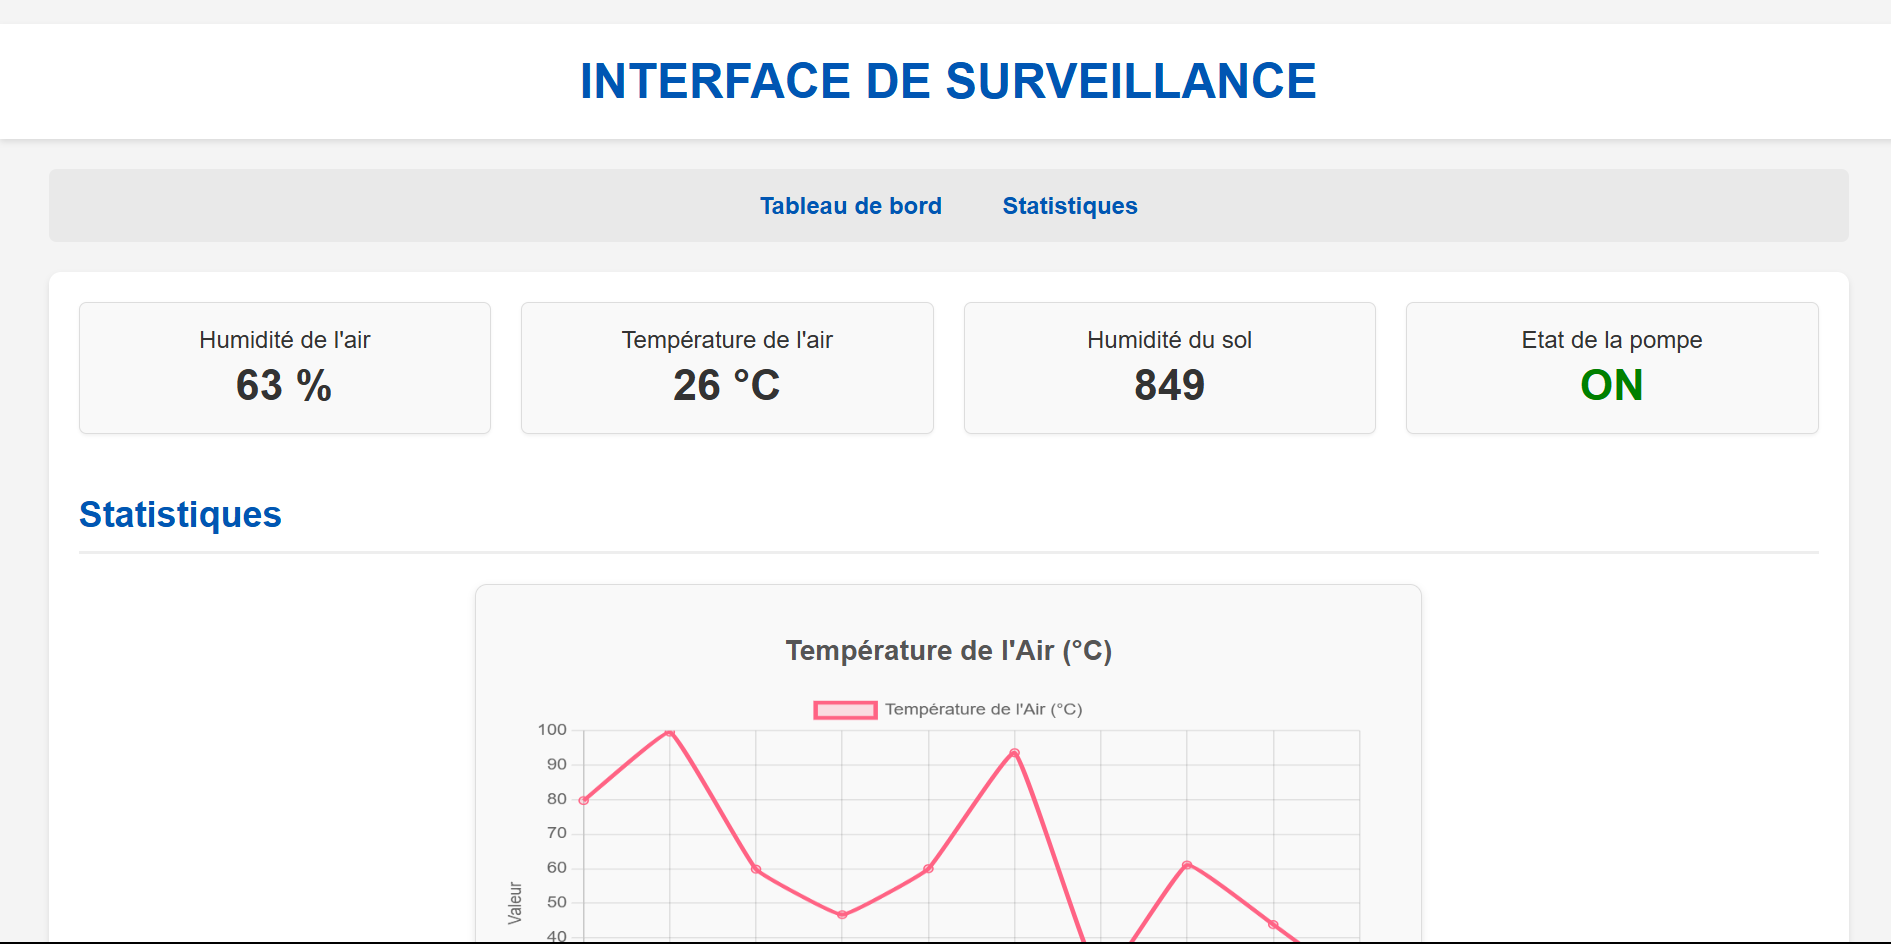 INTERFACE DE SURVEILLANCE
Tableau de bord Statistiques
Humidité de l'air
63 %
Température de l'air
26 °C
Humidité du sol
849
Etat de la pompe
ON
Statistiques
Température de l'Air (°C)
Température de l'Air (°C)
100
90
80
70
60
50
40
Valeur